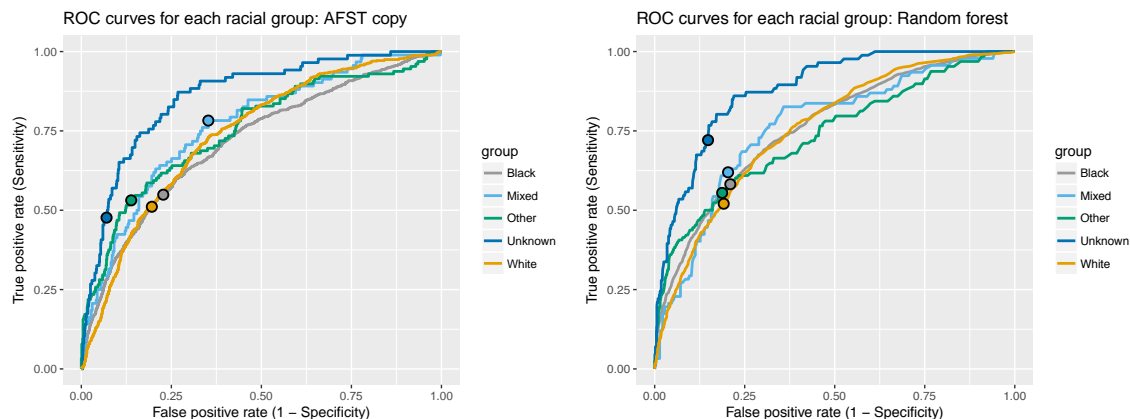 ROC curves for each racial group: AFST copy
1.00
0.75
0.50
0.25
0.00
True positive rate (Sensitivity)
0.00 0.25 0.50 0.75 1.00
False positive rate (1 − Specificity)
group
Black
Mixed
Other
Unknown
White
ROC curves for each racial group: Random forest
1.00
0.75
0.50
0.25
0.00
True positive rate (Sensitivity)
0.00 0.25 0.50 0.75 1.00
False positive rate (1 − Specificity)
group
Black
Mixed
Other
Unknown
White